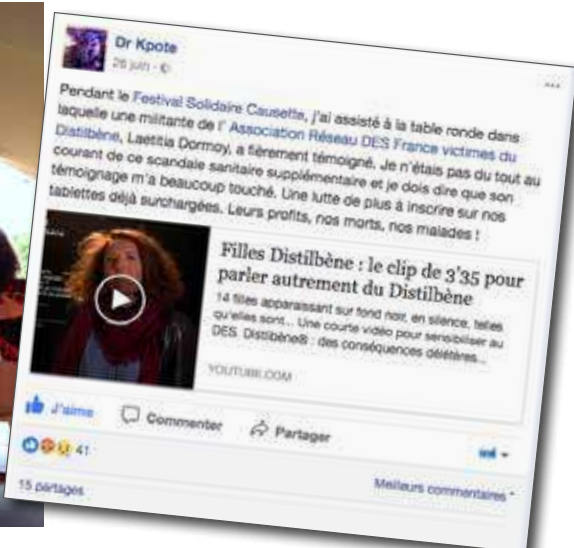 Dr Kpote
26 juin
Pendant le Festival Solidaire Causette, j'ai assisté à la table ronde dans
laquelle une militante de l' Association Réseau DES France victimes du
Distilbène, Laetitia Dormoy, a fièrement témoigné. Je n'étais pas du tout au
courant de ce scandale sanitaire supplémentaire et je dois dire que son
témoignage m'a beaucoup touché. Une lutte de plus à inscrire sur nos
tablettes déjà surchargées. Leurs profits, nos morts, nos malades !
Filles Distilbène : le clip de 3'35 pour
parler autrement du Distilbène
14 filles apparaissant sur fond noir, en silence, telles
qu'elles sont... Une courte vidéo pour sensibiliser au
DES. Distilbène® : des conséquences délétères...
YOUTUBE.COM
J'aime Commenter Partager
41
Meilleurs commentaires
15 partages